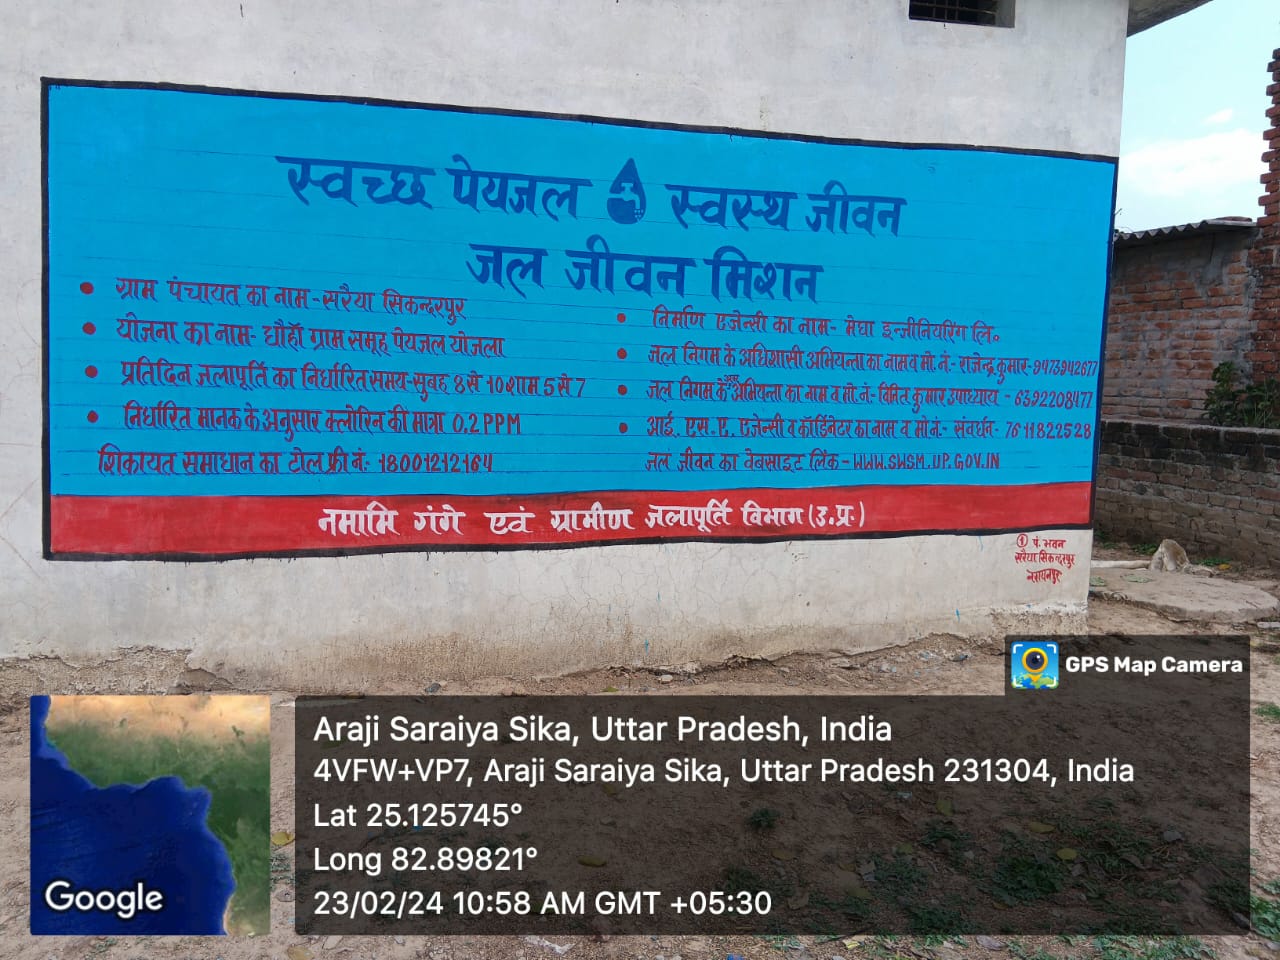 स्वच्छ पेयजल स्वस्थ जीवन
जल जीवन मिशन
• ग्राम पंचायत का नाम-सरैया सिकन्दरपुर
• योजना का नाम- धौहॉ ग्राम समूह पेयजल योजला
• प्रतिदिन जलापूर्ति का निर्धारित समय-सुबह 8 से 10 शाम 5 से 7
• निर्धारित मानक के अनुसार क्लोरिन की मात्रा 0.2 PPM
शिकायत समाधान का टोल फ्री नं:- 18001212164
• निर्माण एजेन्सी का नाम- मेघा इन्जीनियरिंग लि०
• जल निगम के अधिशासी अभियन्ता का नाम व मो.नं.- राजेन्द्र कुमार-9473942677
• जल निगम के अभियन्ता का नाम व मो.नं:- विनित कुमार उपाध्याय - 6392208477
• आई. एस.ए. एजेन्सी व कॉर्डिनेटर का नाम व मो.नं.- संवर्धन- 7611822528
जल जीवन का वेबसाइट लिंक - WWW.SWSM.UP.GOV.IN
नमामि गंगे एवं ग्रामीण जलापूर्ति विभाग (उ.प्र.)
① पं. भवन
सरैया सिकन्दरपुर
नरायनपुर
GPS Map Camera
Araji Saraiya Sika, Uttar Pradesh, India
4VFW+VP7, Araji Saraiya Sika, Uttar Pradesh 231304, India
Lat 25.125745°
Long 82.89821°
23/02/24 10:58 AM GMT +05:30
Google